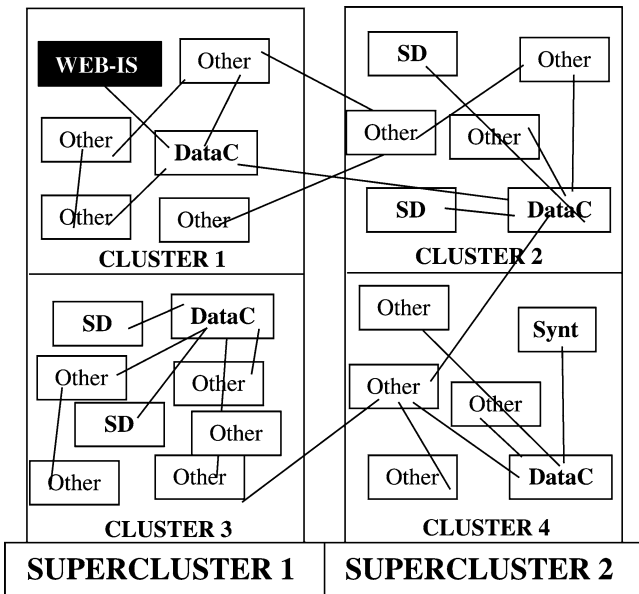 WEB-IS
Other
Other
DataC
Other
Other
CLUSTER 1
SD
Other
Other
Other
SD
DataC
CLUSTER 2
DataC
SD
Other
Other
SD
Other
Other
Other
CLUSTER 3
Other
Synt
Other
Other
Other
DataC
CLUSTER 4
SUPERCLUSTER 1
SUPERCLUSTER 2